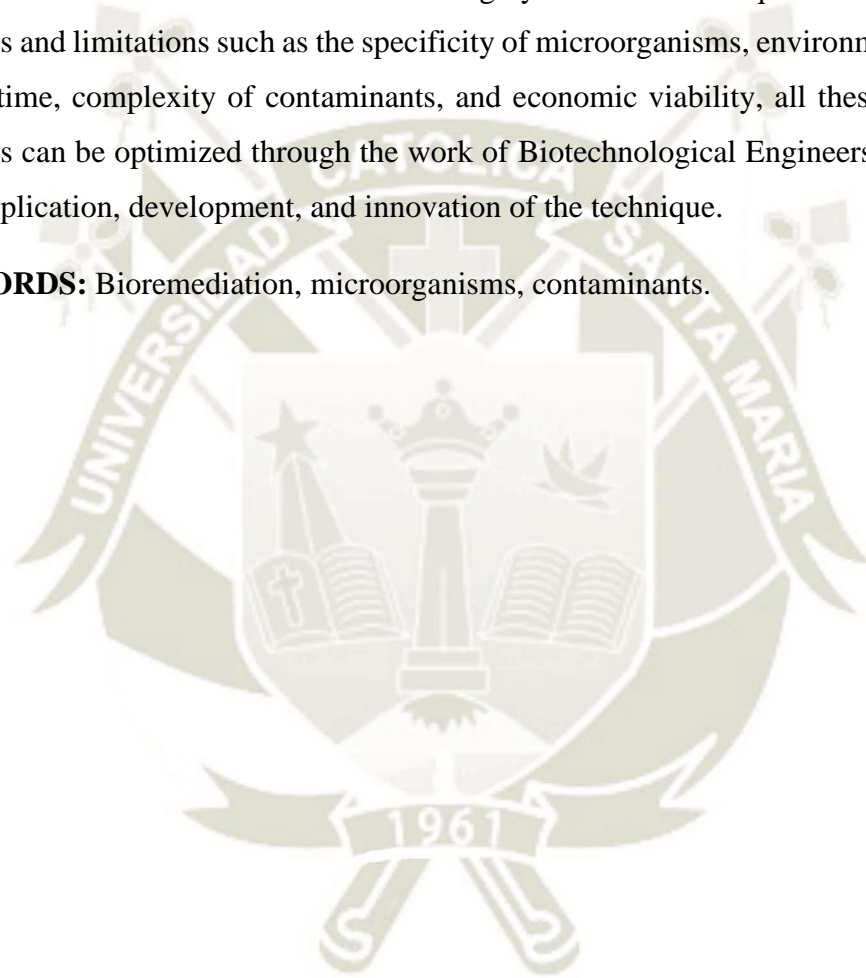 s and limitations such as the specificity of microorganisms, environm
time, complexity of contaminants, and economic viability, all thes
s can be optimized through the work of Biotechnological Engineers
plication, development, and innovation of the technique.
ORDS: Bioremediation, microorganisms, contaminants.
UNIVERSIDAD CATOLICA SANTA MARIA
1961